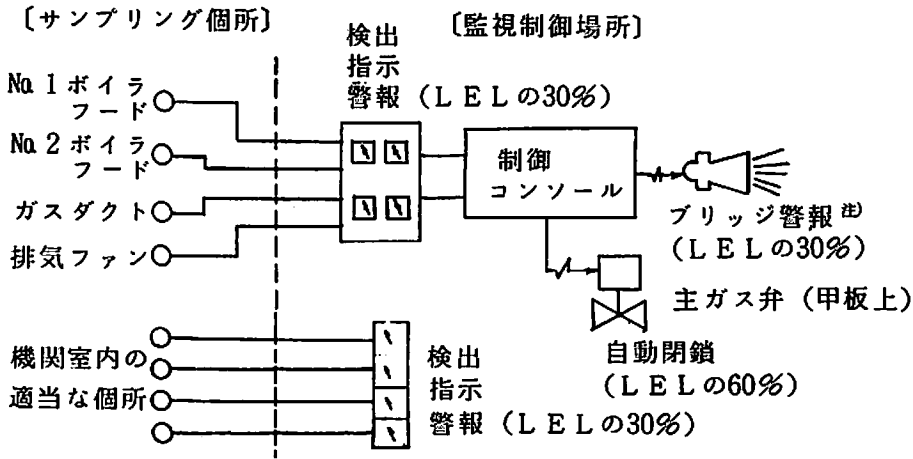 〔サンプリング個所〕
〔監視制御場所〕
検出
指示
警報（LELの30％）
No.1ボイラ
フード
No.2ボイラ
フード
ガスダクト
排気ファン
制御
コンソール
ブリッジ警報注)
（LELの30％）
主ガス弁（甲板上）
自動閉鎖
（LELの60％）
機関室内の
適当な個所
検出
指示
警報（LELの30％）